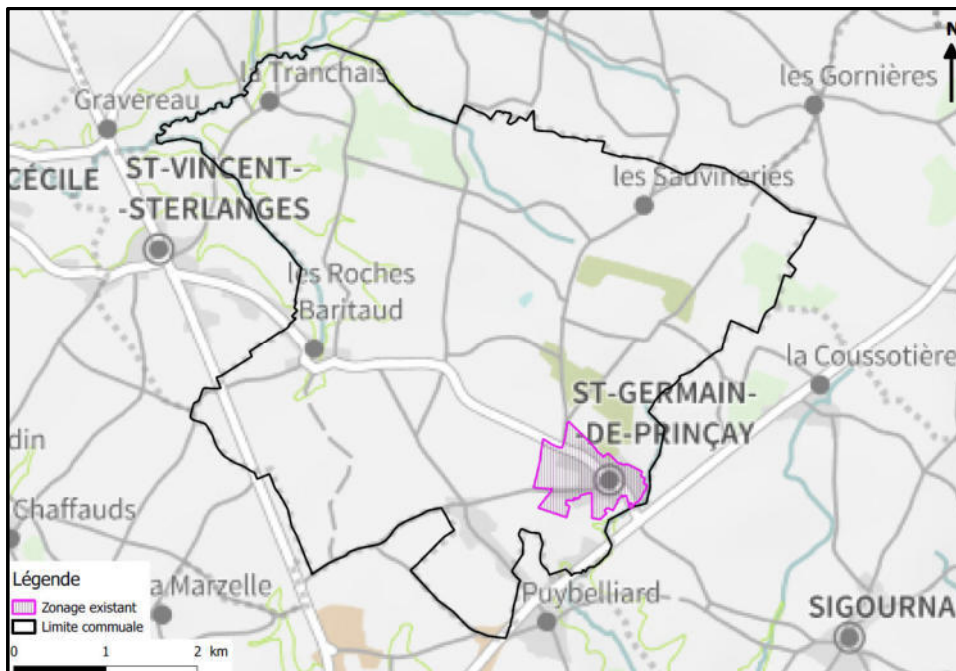 N
la Tranchais
les Gornières
Gravereau
ST-VINCENT-
-STERLANGES
CÉCILE
les Sauvineries
les Roches
Baritaud
la Coussotière
ST-GERMAIN-
-DE-PRINÇAY
din
Chaffauds
Légende
Zonage existant
Limite commuale
0 1 2 km
a Marzelle
Puybelliard
SIGOURNA